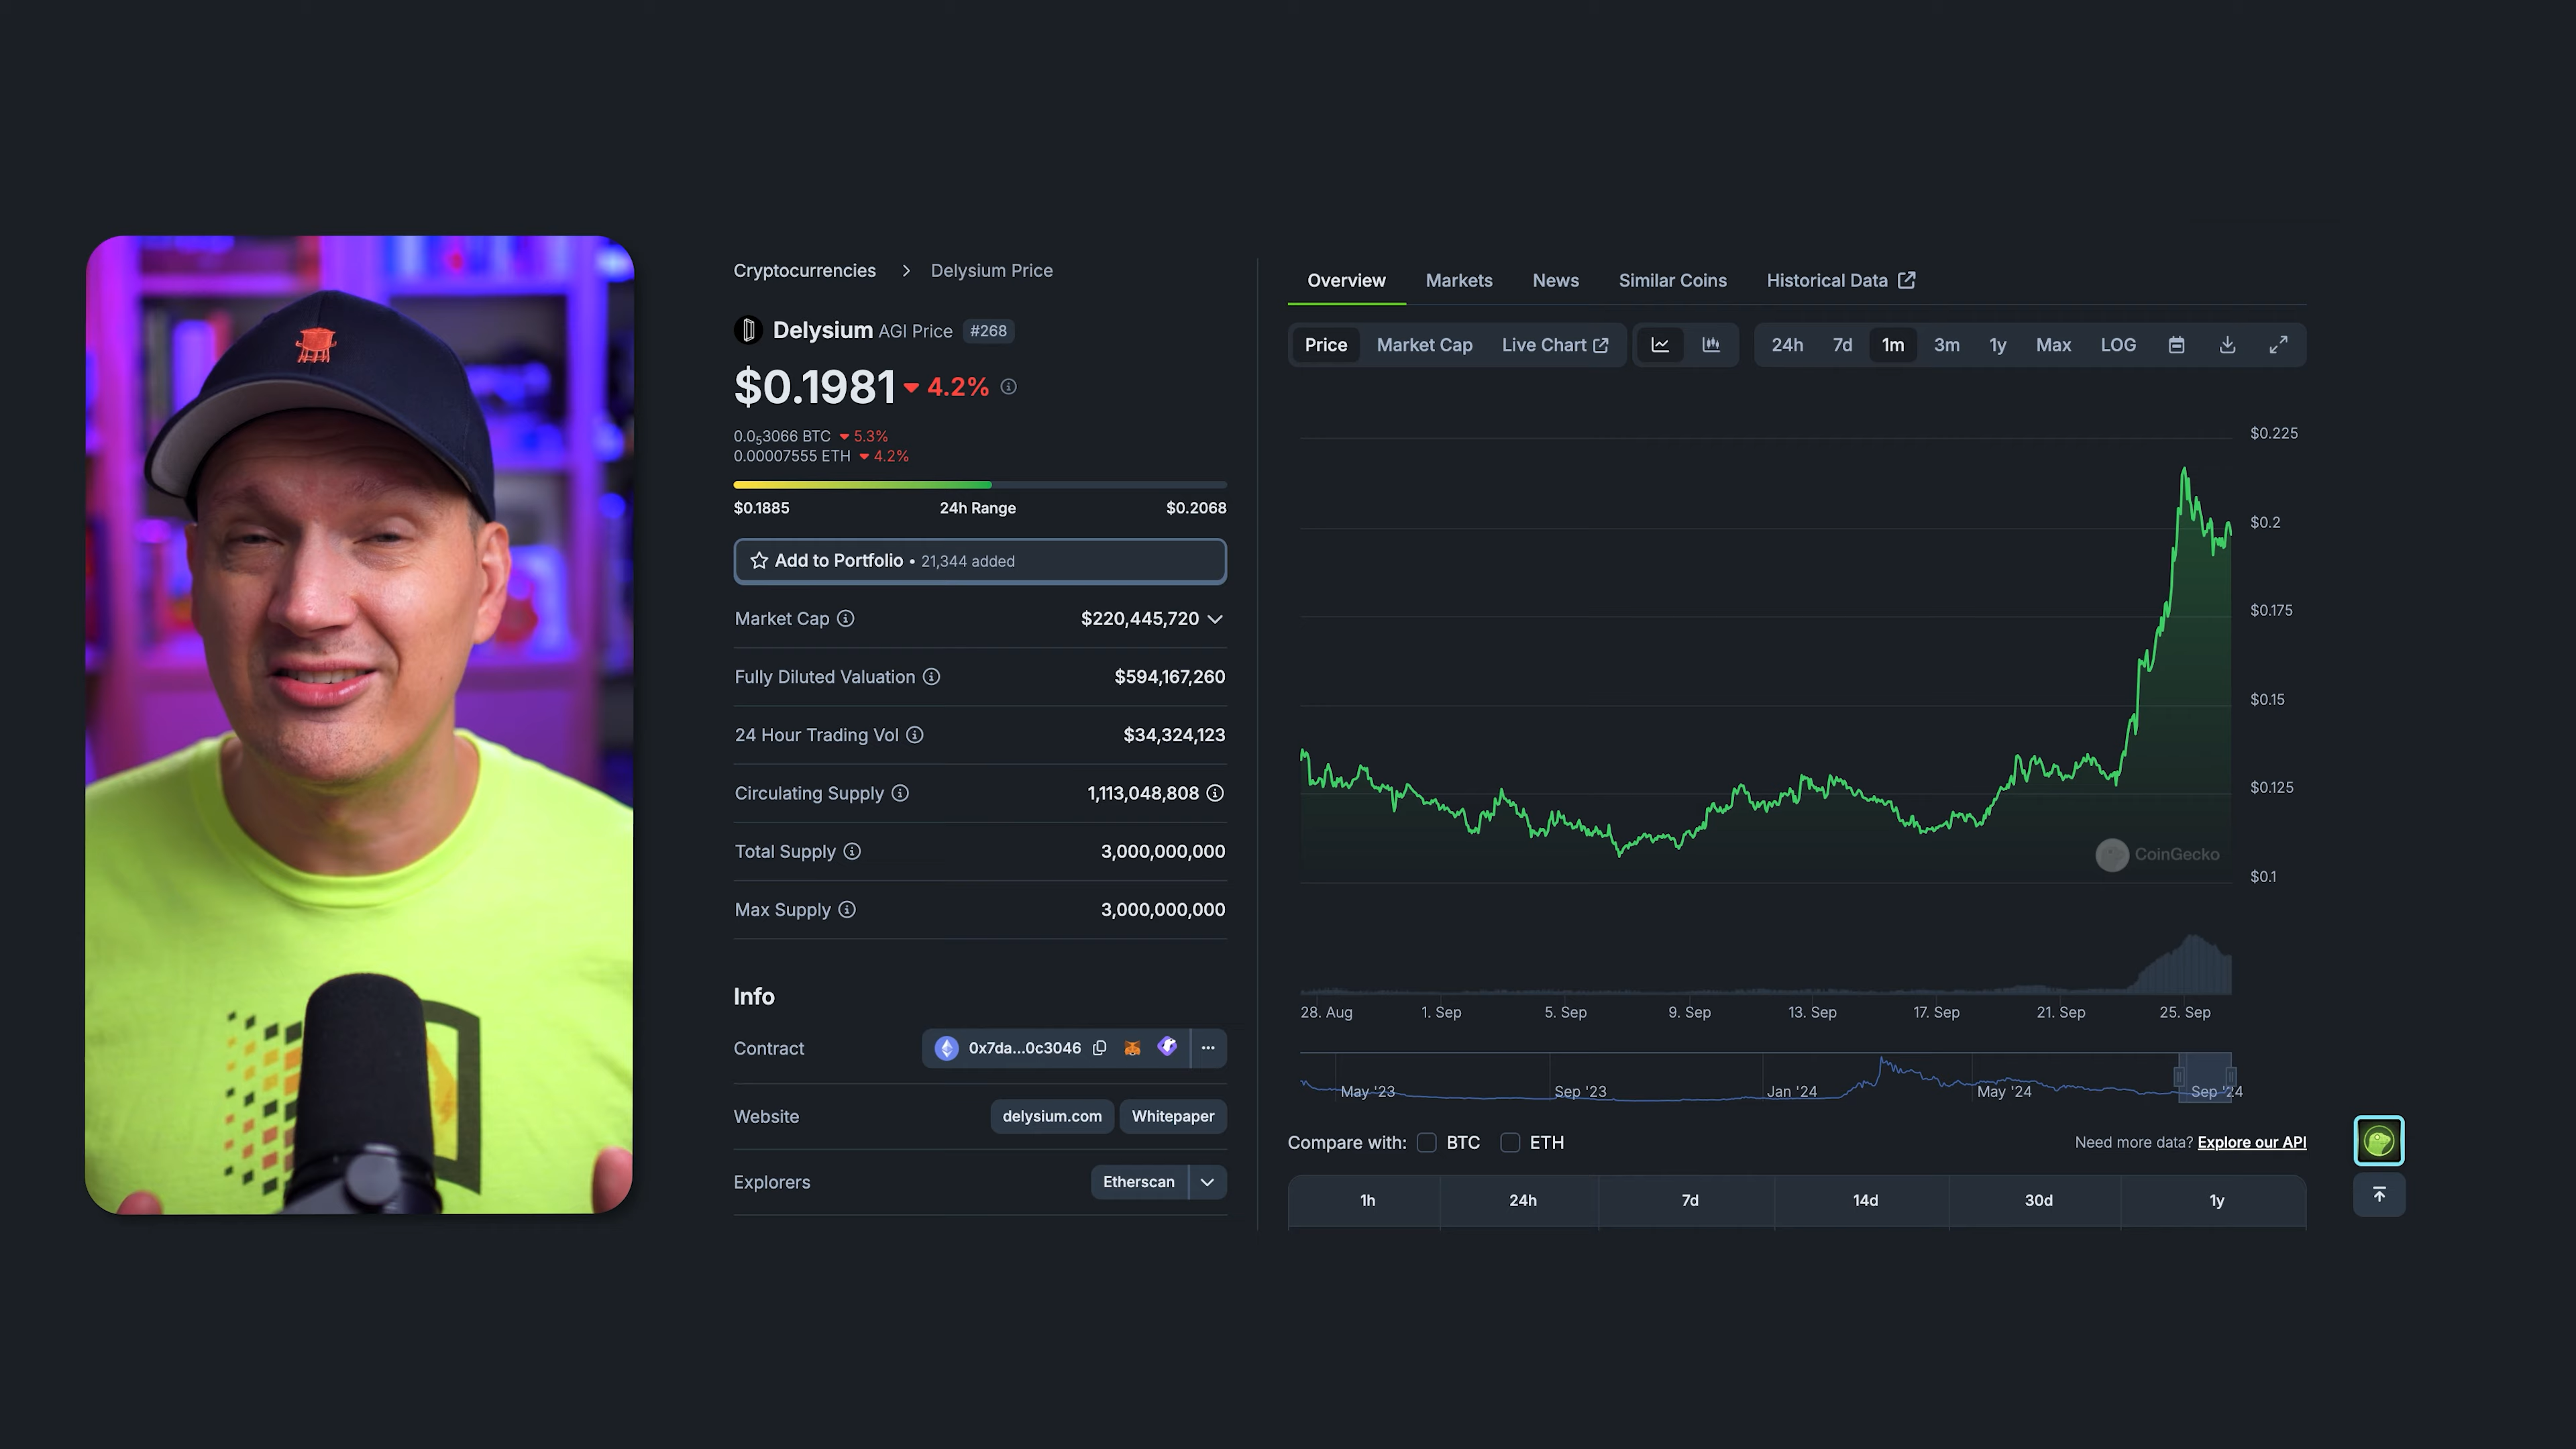 Cryptocurrencies > Delysium Price
Delysium AGI Price #268
$0.1981 4.2%
0.0₅3066 BTC 5.3%
0.00007555 ETH 4.2%
$0.1885 24h Range $0.2068
Add to Portfolio • 21,344 added
Market Cap $220,445,720
Fully Diluted Valuation $594,167,260
24 Hour Trading Vol $34,324,123
Circulating Supply 1,113,048,808
Total Supply 3,000,000,000
Max Supply 3,000,000,000
Info
Contract 0x7da...0c3046 ...
Website delysium.com Whitepaper
Explorers Etherscan
Overview Markets News Similar Coins Historical Data
Price Market Cap Live Chart 24h 7d 1m 3m 1y Max LOG
$0.225
$0.2
$0.175
$0.15
$0.125
CoinGecko
$0.1
28. Aug 1. Sep 5. Sep 9. Sep 13. Sep 17. Sep 21. Sep 25. Sep
May '23 Sep '23 Jan '24 May '24 Sep '24
Compare with: BTC ETH Need more data? Explore our API
1h 24h 7d 14d 30d 1y